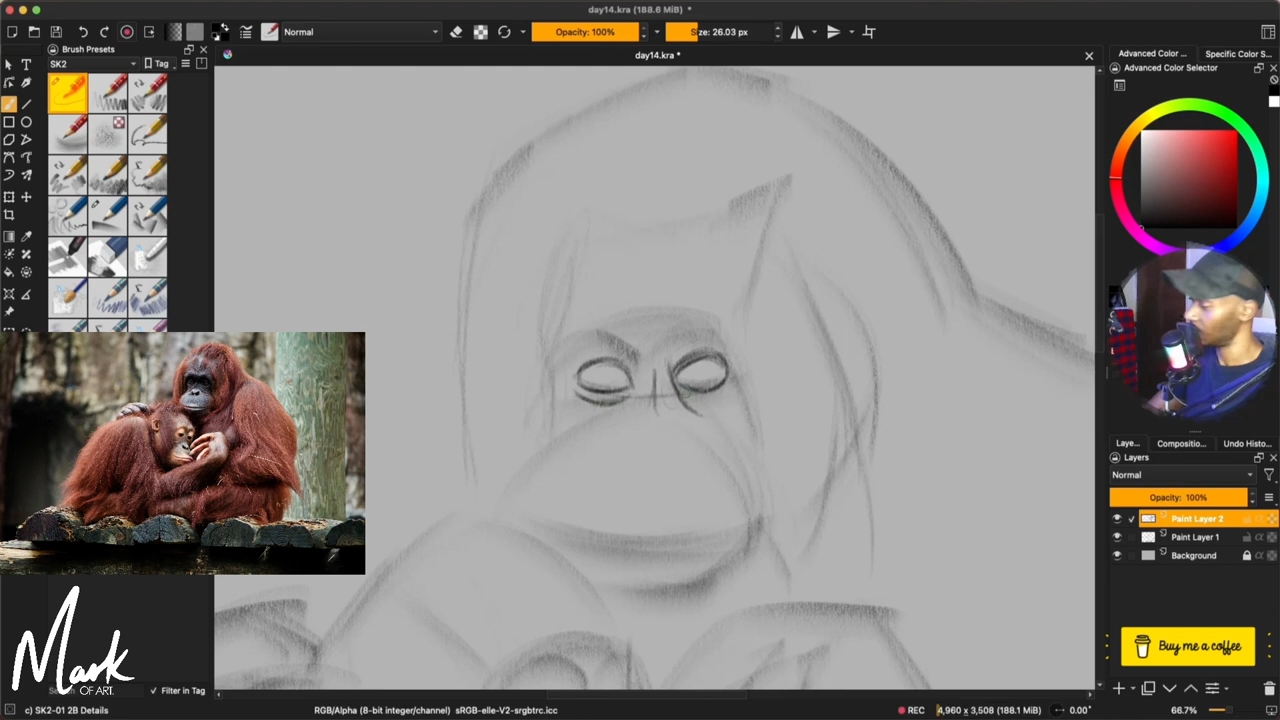 day14.kra (188.6 MiB) *
Normal
Opacity: 100%
Size: 26.03 px
Brush Presets
SK2
Tag
day14.kra *
Advanced Color ...
Specific Color S...
Advanced Color Selector
Laye...
Compositio...
Undo Histo...
Layers
Normal
Opacity: 100%
Paint Layer 2
Paint Layer 1
Background
Buy me a coffee
Mark
OF ART.
Filter in Tag
c) SK2-01 2B Details
RGB/Alpha (8-bit integer/channel) sRGB-elle-V2-srgbtrc.icc
REC
4,960 x 3,508 (188.1 MiB)
0.00°
66.7%